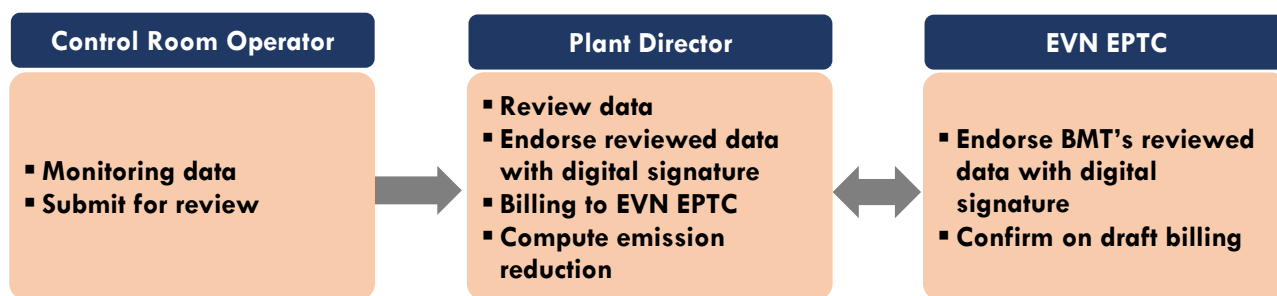 Control Room Operator
▪ Monitoring data
▪ Submit for review
Plant Director
▪ Review data
▪ Endorse reviewed data
with digital signature
▪ Billing to EVN EPTC
▪ Compute emission
reduction
EVN EPTC
▪ Endorse BMT’s reviewed
data with digital
signature
▪ Confirm on draft billing